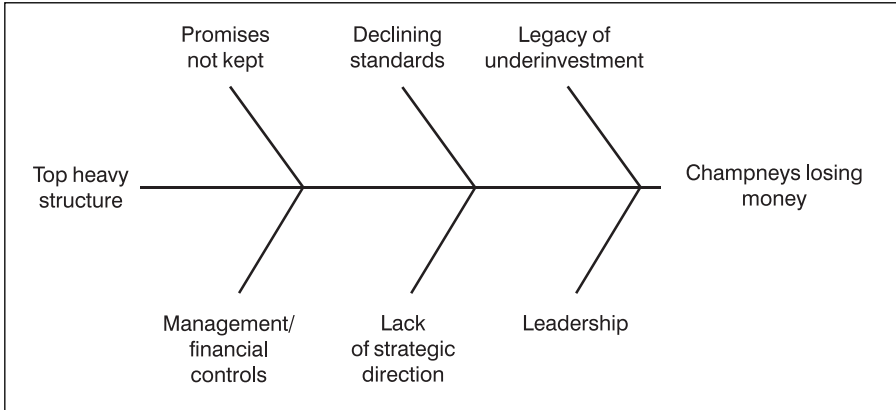 Promises
not kept
Declining
standards
Legacy of
underinvestment
Top heavy
structure
Champneys losing
money
Management/
financial
controls
Lack
of strategic
direction
Leadership